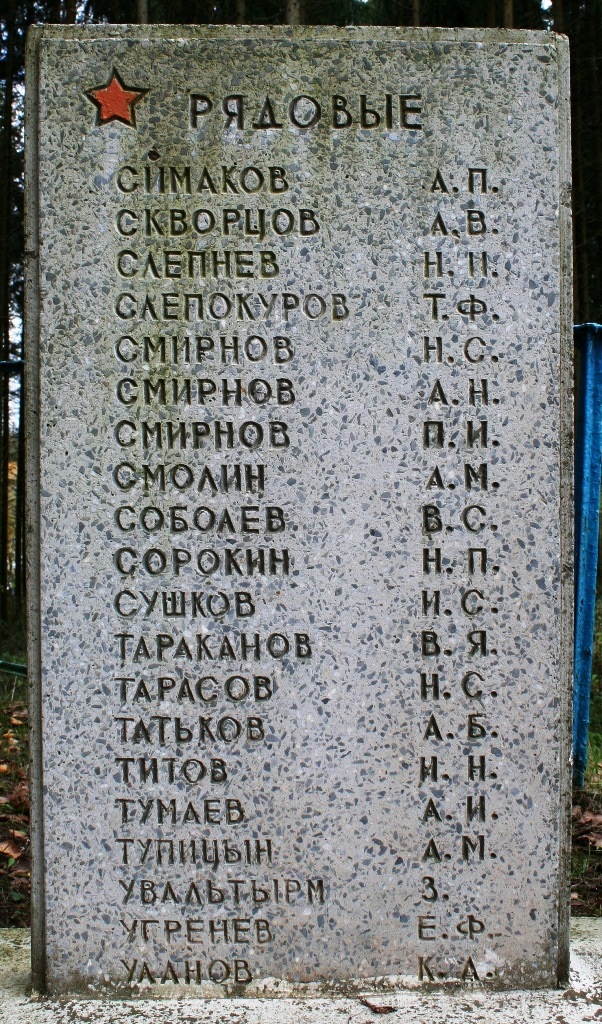 РЯДОВЫЕ
СИМАКОВ А.П.
СКВОРЦОВ А.В.
СЛЕПНЕВ Н.Н.
СЛЕПОКУРОВ Т.Ф.
СМИРНОВ Н.С.
СМИРНОВ А.Н.
СМИРНОВ П.И.
СМОЛИН А.М.
СОБОЛЕВ В.С.
СОРОКИН Н.П.
СУШКОВ И.С.
ТАРАКАНОВ В.Я.
ТАРАСОВ Н.С.
ТАТЬКОВ А.Б.
ТИТОВ И.Н.
ТУМАЕВ А.И.
ТУПИЦЫН А.М.
УВАЛЬТЫРМ З.
УГРЕНЕВ Е.Ф.
УЛАНОВ К.А.